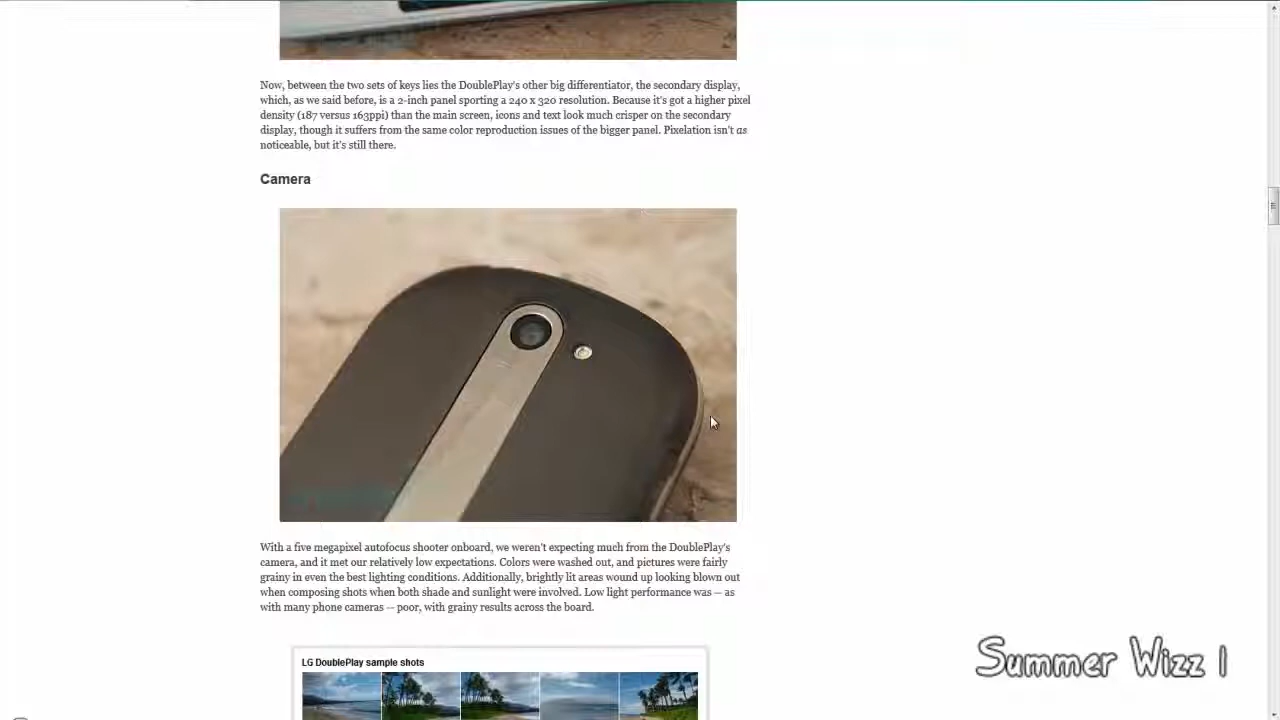 Now, between the two sets of keys lies the DoublePlay's other big differentiator, the secondary display,
which, as we said before, is a 2-inch panel sporting a 240 x 320 resolution. Because it's got a higher pixel
density (187 versus 163ppi) than the main screen, icons and text look much crisper on the secondary
display, though it suffers from the same color reproduction issues of the bigger panel. Pixelation isn't as
noticeable, but it's still there.
Camera
With a five megapixel autofocus shooter onboard, we weren't expecting much from the DoublePlay's
camera, and it met our relatively low expectations. Colors were washed out, and pictures were fairly
grainy in even the best lighting conditions. Additionally, brightly lit areas wound up looking blown out
when composing shots when both shade and sunlight were involved. Low light performance was -- as
with many phone cameras -- poor, with grainy results across the board.
LG DoublePlay sample shots
Summer Wizz 1